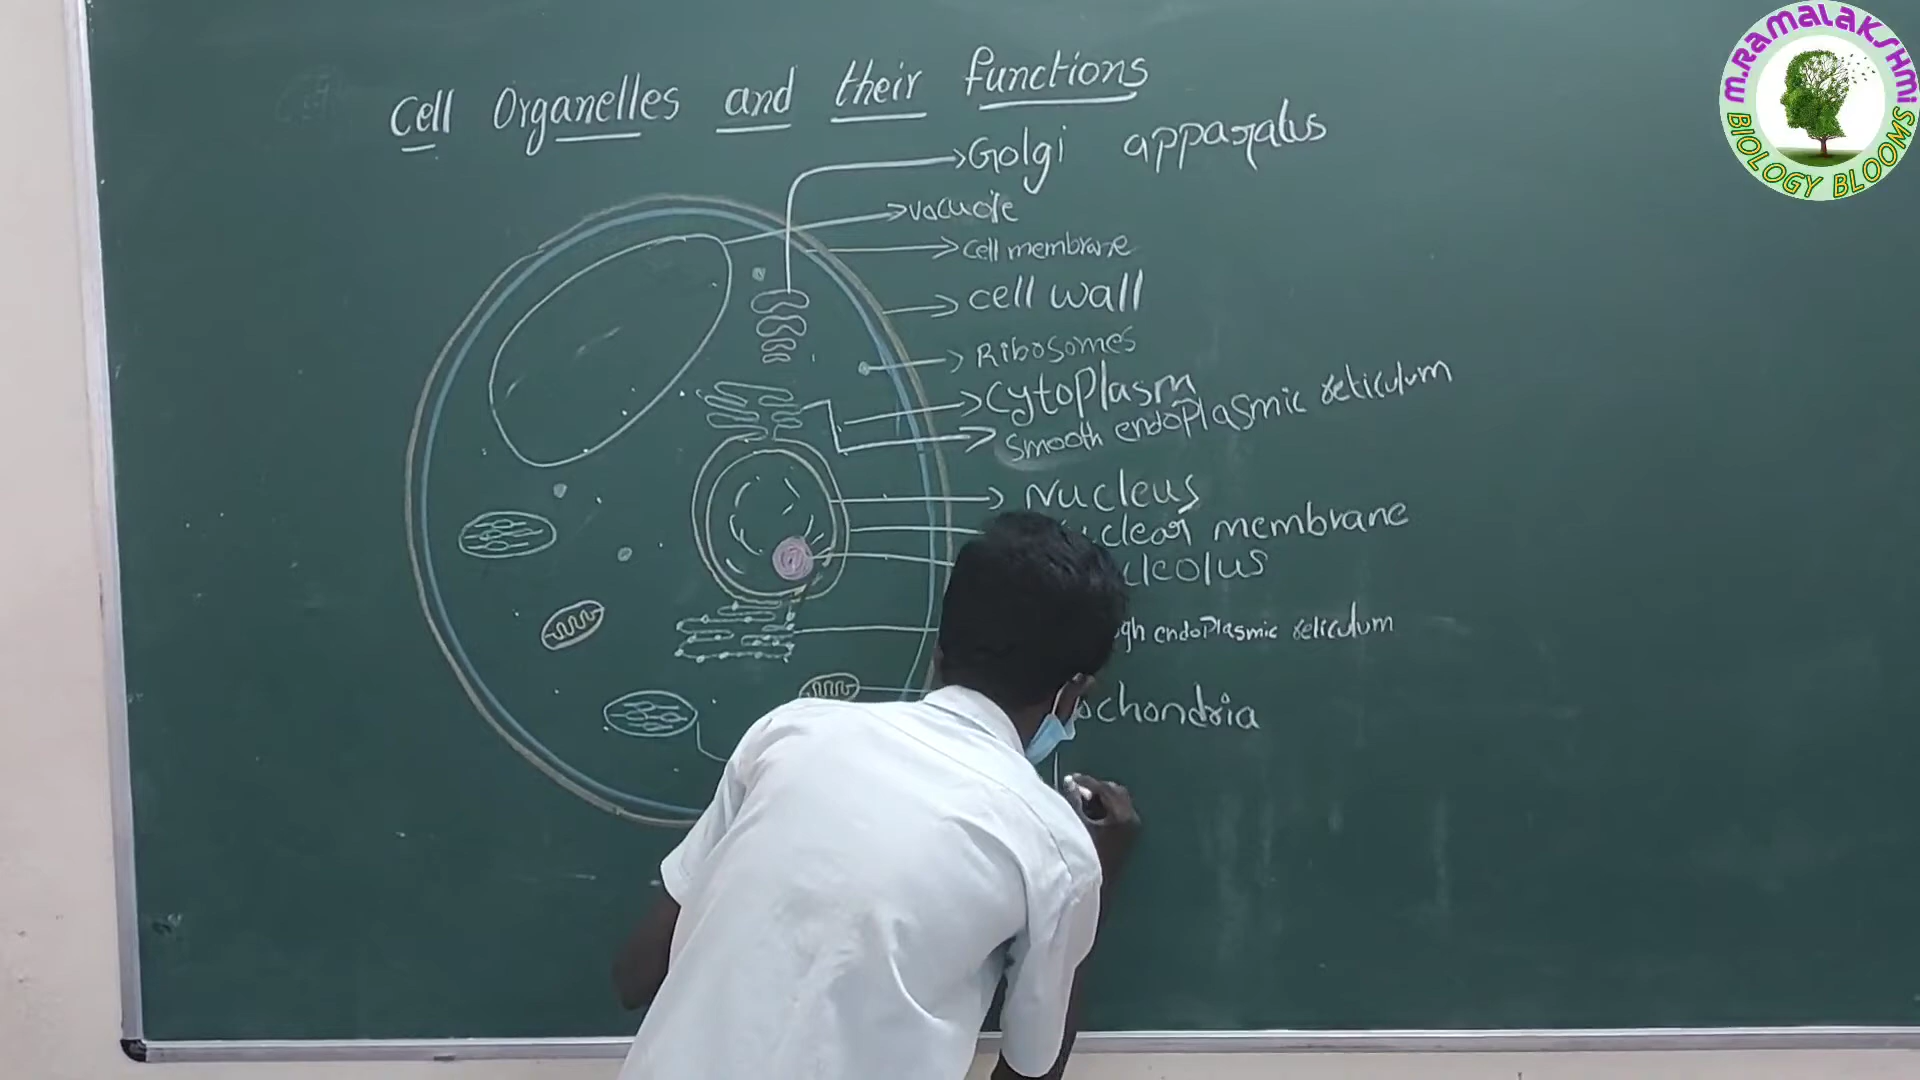 Cell Organelles and their functions
Golgi apparatus
vacuole
Cell membrane
cell wall
Ribosomes
cytoplasm
Smooth endoplasmic reticulum
Nucleus
membrane
endoplasmic reticulum
M.RAMALAKSHMI
BIOLOGY BLOOMS